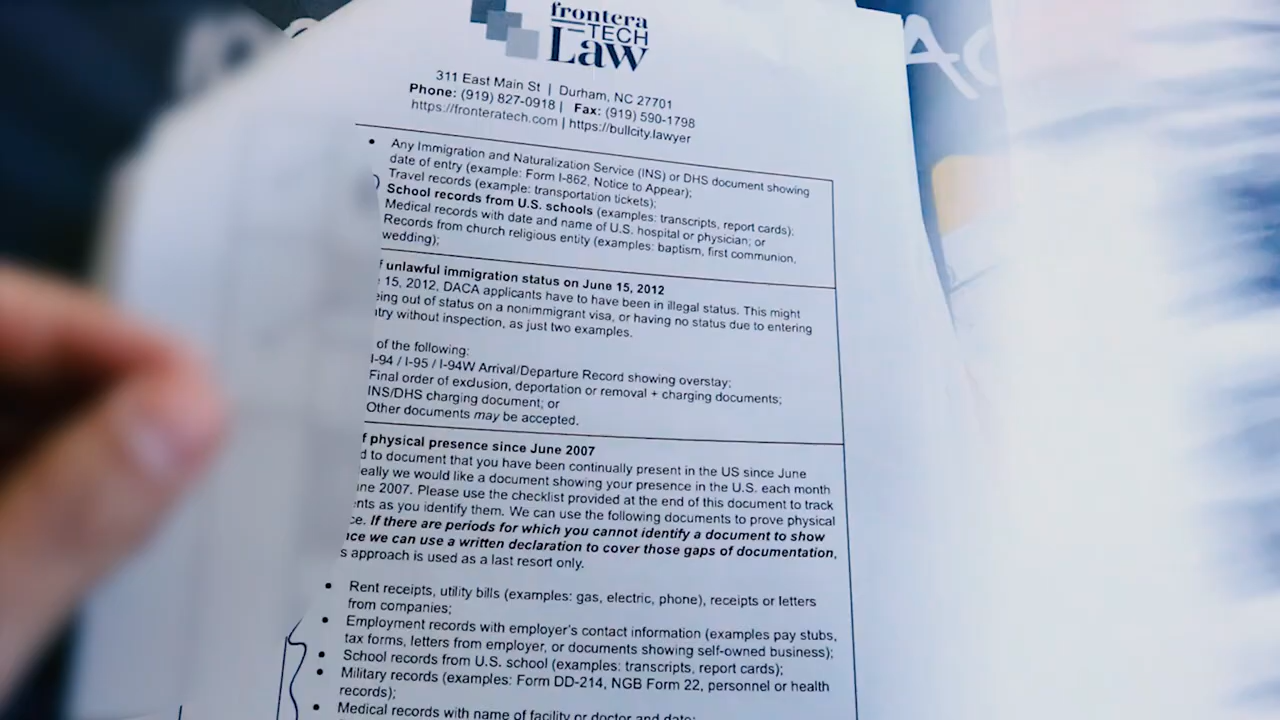 frontera
TECH
Law
311 East Main St | Durham, NC 27701
Phone: (919) 827-0918 | Fax: (919) 590-1798
https://fronteratech.com | https://bullcity.lawyer
• Any Immigration and Naturalization Service (INS) or DHS document showing
date of entry (example: Form I-862, Notice to Appear);
Travel records (example: transportation tickets);
School records from U.S. schools (examples: transcripts, report cards);
Medical records with date and name of U.S. hospital or physician; or
Records from church religious entity (examples: baptism, first communion,
wedding);
f unlawful immigration status on June 15, 2012
15, 2012, DACA applicants have to have been in illegal status. This might
eing out of status on a nonimmigrant visa, or having no status due to entering
try without inspection, as just two examples.
of the following:
I-94 / I-95 / I-94W Arrival/Departure Record showing overstay;
Final order of exclusion, deportation or removal + charging documents;
INS/DHS charging document; or
Other documents may be accepted.
f physical presence since June 2007
d to document that you have been continually present in the US since June
eally we would like a document showing your presence in the U.S. each month
ne 2007. Please use the checklist provided at the end of this document to track
nts as you identify them. We can use the following documents to prove physical
ce. If there are periods for which you cannot identify a document to show
ce we can use a written declaration to cover those gaps of documentation,
s approach is used as a last resort only.
• Rent receipts, utility bills (examples: gas, electric, phone), receipts or letters
from companies;
• Employment records with employer's contact information (examples pay stubs,
tax forms, letters from employer, or documents showing self-owned business);
• School records from U.S. school (examples: transcripts, report cards);
• Military records (examples: Form DD-214, NGB Form 22, personnel or health
records);
• Medical records with name of facility or doctor and date;